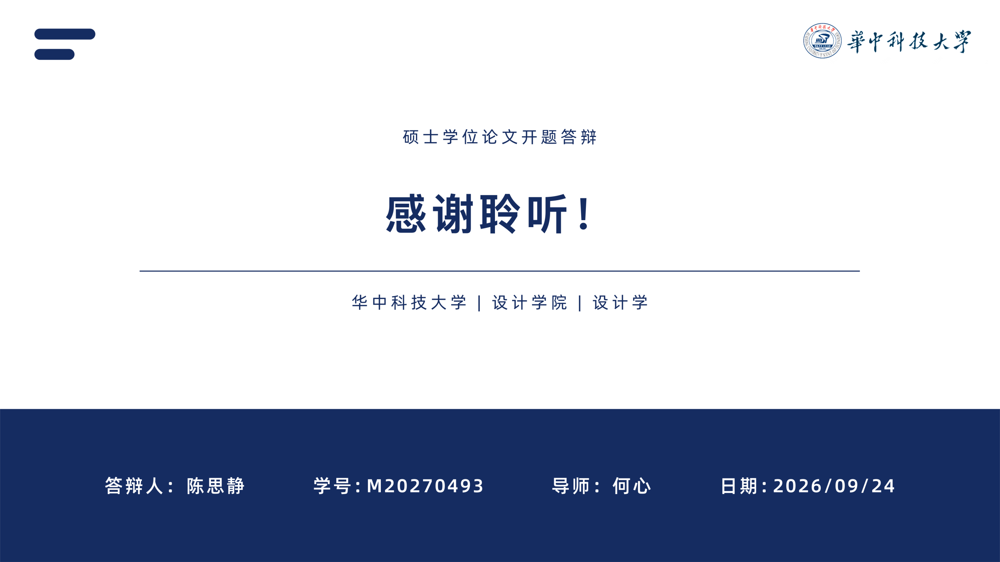 華中科技大学
硕士学位论文开题答辩
感谢聆听！
华中科技大学 | 设计学院 | 设计学
答辩人：陈思静
学号：M20270493
导师：何心
日期：2026/09/24